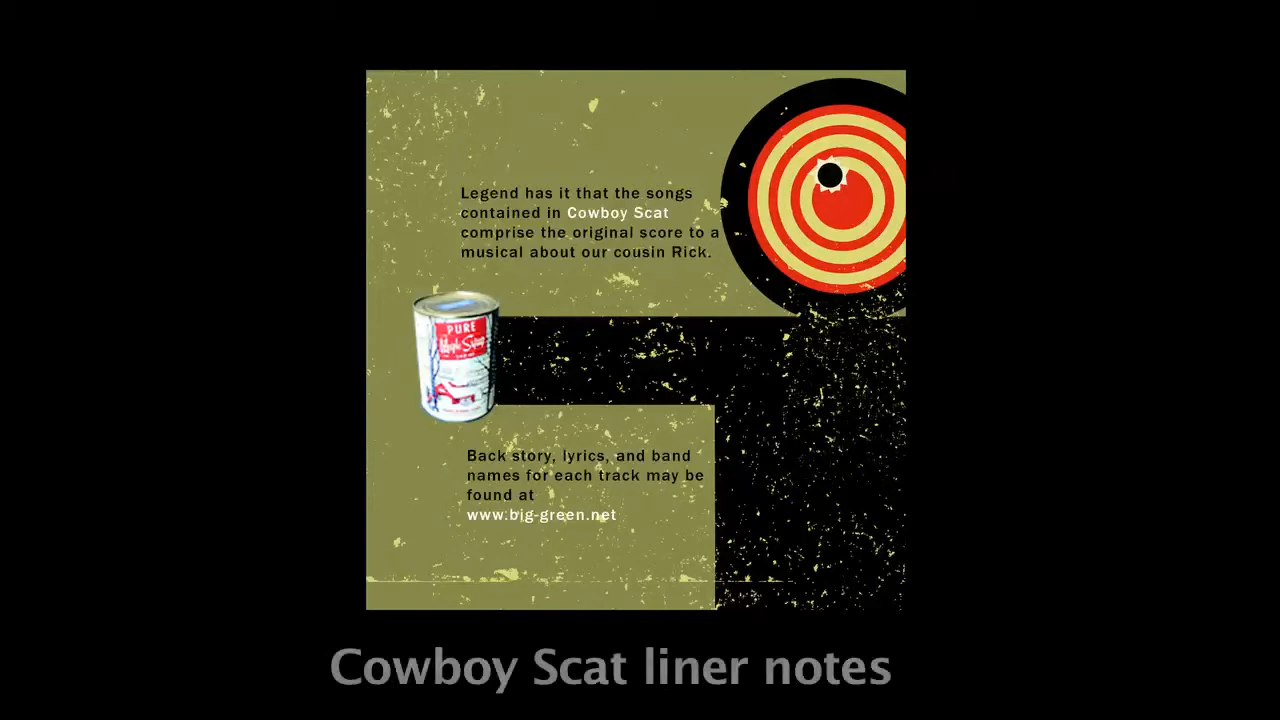 Legend has it that the songs
contained in Cowboy Scat
comprise the original score to a
musical about our cousin Rick.
PURE
Maple Syrup
Back story, lyrics, and band
names for each track may be
found at
www.big-green.net
Cowboy Scat liner notes